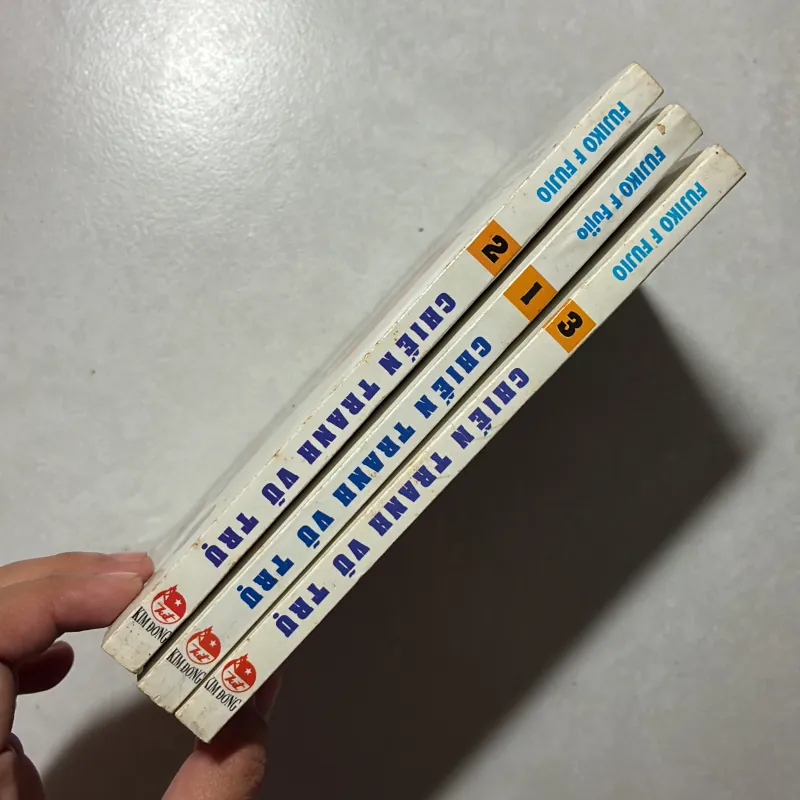 FUJIKO F FUJIO
2
CHIẾN TRANH VŨ TRỤ
KIM ĐỒNG
FUJIKO F Fujio
1
CHIẾN TRANH VŨ TRỤ
KIM ĐỒNG
FUJIKO F FUJIO
3
CHIẾN TRANH VŨ TRỤ
KIM ĐỒNG